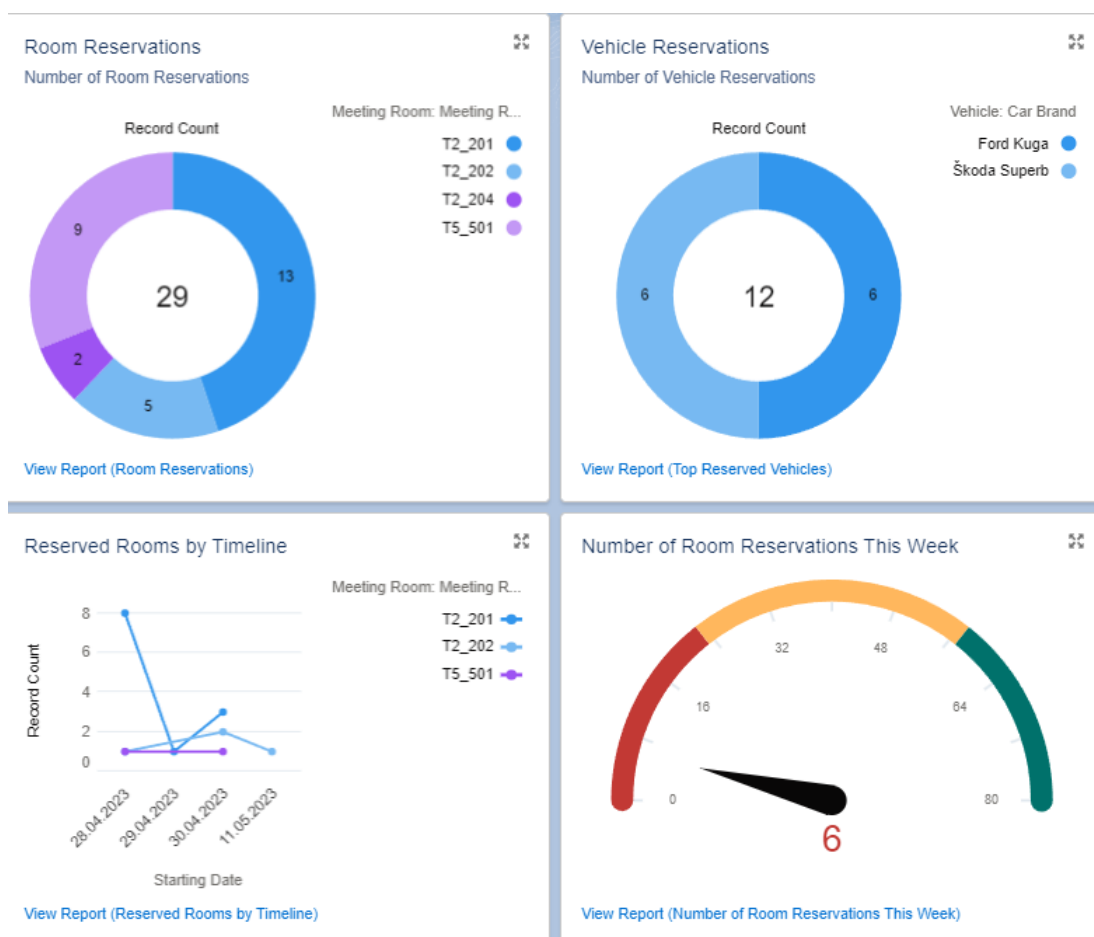 Room Reservations
Number of Room Reservations
Meeting Room: Meeting R...
Record Count
T2_201
T2_202
T2_204
T5_501
9
13
29
2
5
View Report (Room Reservations)
Vehicle Reservations
Number of Vehicle Reservations
Vehicle: Car Brand
Record Count
Ford Kuga
Škoda Superb
6
12
6
View Report (Top Reserved Vehicles)
Reserved Rooms by Timeline
Meeting Room: Meeting R...
T2_201
T2_202
T5_501
Record Count
8
6
4
2
0
28.04.2023
29.04.2023
30.04.2023
11.05.2023
Starting Date
View Report (Reserved Rooms by Timeline)
Number of Room Reservations This Week
0
16
32
48
64
80
6
View Report (Number of Room Reservations This Week)